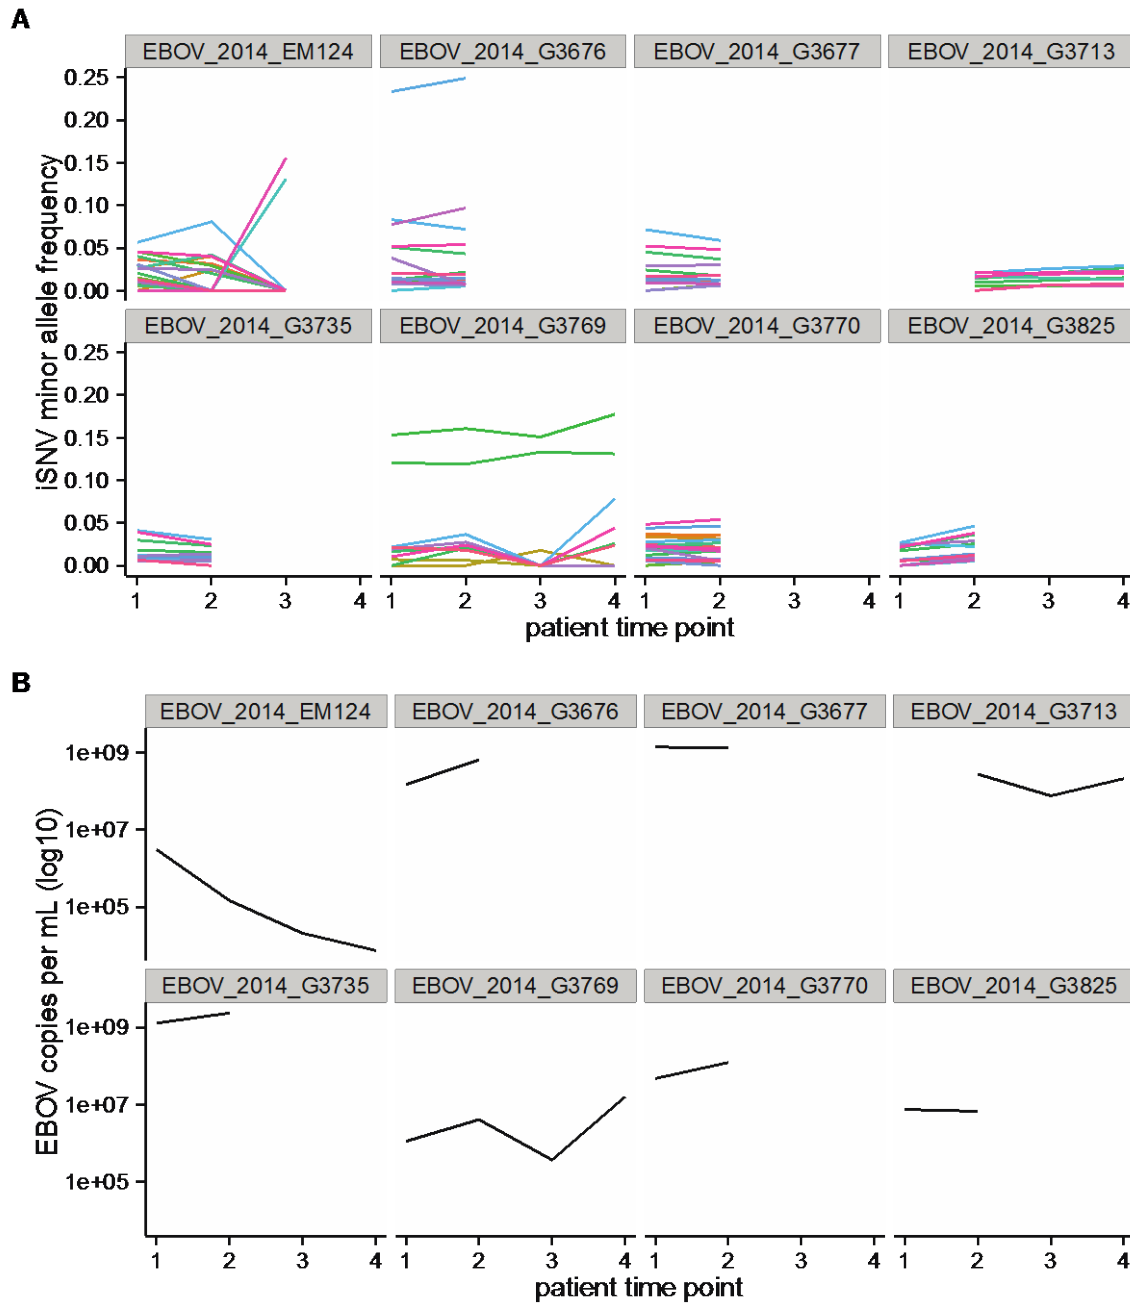 A
EBOV_2014_EM124 EBOV_2014_G3676 EBOV_2014_G3677 EBOV_2014_G3713
iSNV minor allele frequency
0.25
0.20
0.15
0.10
0.05
0.00
EBOV_2014_G3735 EBOV_2014_G3769 EBOV_2014_G3770 EBOV_2014_G3825
0.25
0.20
0.15
0.10
0.05
0.00
1 2 3 4 1 2 3 4 1 2 3 4 1 2 3 4
patient time point
B
EBOV_2014_EM124 EBOV_2014_G3676 EBOV_2014_G3677 EBOV_2014_G3713
EBOV copies per mL (log10)
1e+09
1e+07
1e+05
EBOV_2014_G3735 EBOV_2014_G3769 EBOV_2014_G3770 EBOV_2014_G3825
1e+09
1e+07
1e+05
1 2 3 4 1 2 3 4 1 2 3 4 1 2 3 4
patient time point